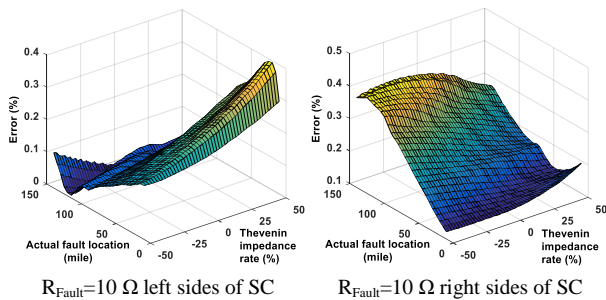 0.4
0.3
0.2
0.1
0
Error (%)
150
100
50
0
Actual fault location
(mile)
-50
-25
0
25
50
Thevenin
impedance
rate (%)
0.5
0.4
0.3
0.2
0.1
Error (%)
150
100
50
0
Actual fault location
(mile)
-50
-25
0
25
50
Thevenin
impedance
rate (%)
RFault=10 Ω left sides of SC
RFault=10 Ω right sides of SC